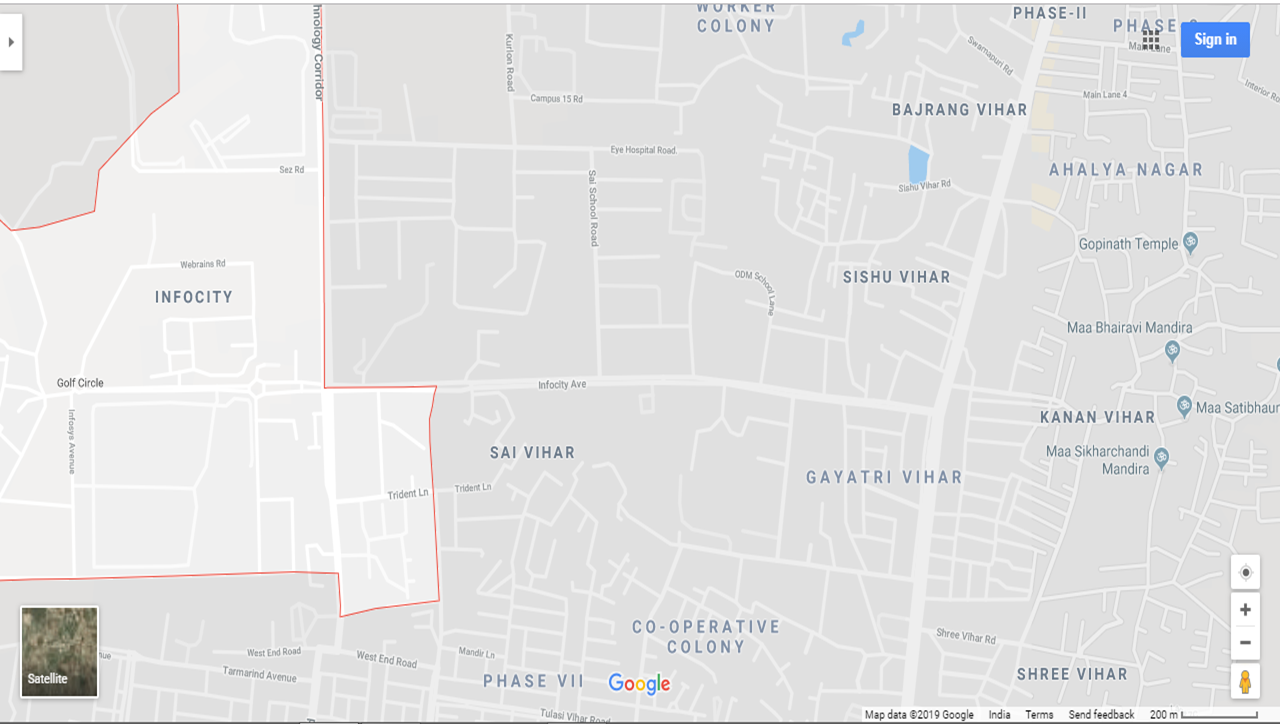 WORKER
COLONY
PHASE-II
PHASE
Sign in
Main Lane
hnology Corridor
Kurlon Road
Swarnapuri Rd
Interior Ro
Campus 15 Rd
Main Lane 4
BAJRANG VIHAR
Eye Hospital Road.
Sez Rd
AHALYA NAGAR
Sai School Road
Sishu Vihar Rd
Gopinath Temple
Webrains Rd
INFOCITY
ODM School Lane
SISHU VIHAR
Maa Bhairavi Mandira
Golf Circle
Infocity Ave
Infosys Avenue
KANAN VIHAR
Maa Satibhaur
SAI VIHAR
Maa Sikharchandi
Mandira
GAYATRI VIHAR
Trident Ln
Trident Ln
CO-OPERATIVE
COLONY
Shree Vihar Rd
West End Road
West End Road
Mandir Ln
Tamarind Avenue
SHREE VIHAR
PHASE VII
Google
Satellite
nue
Tulasi Vihar Road
Map data ©2019 Google
India
Terms
Send feedback
200 m